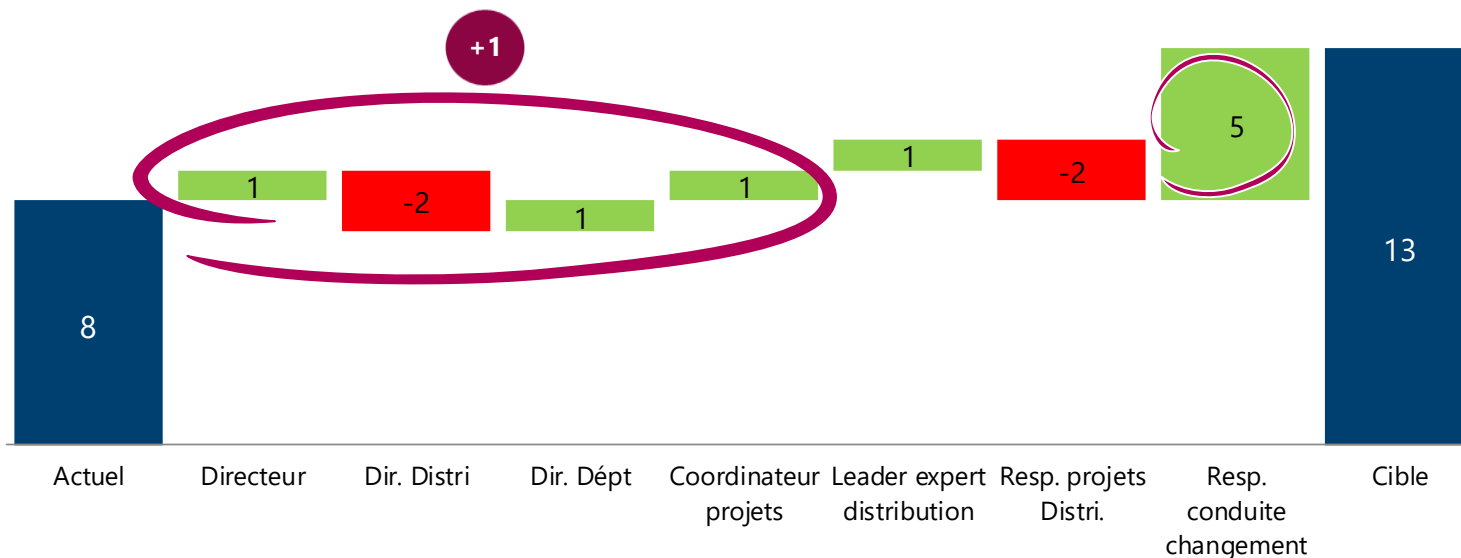 +1
5
1
1
1
-2
-2
1
13
8
Actuel
Directeur
Dir. Distri
Dir. Dépt
Coordinateur
projets
Leader expert
distribution
Resp. projets
Distri.
Resp.
conduite
changement
Cible